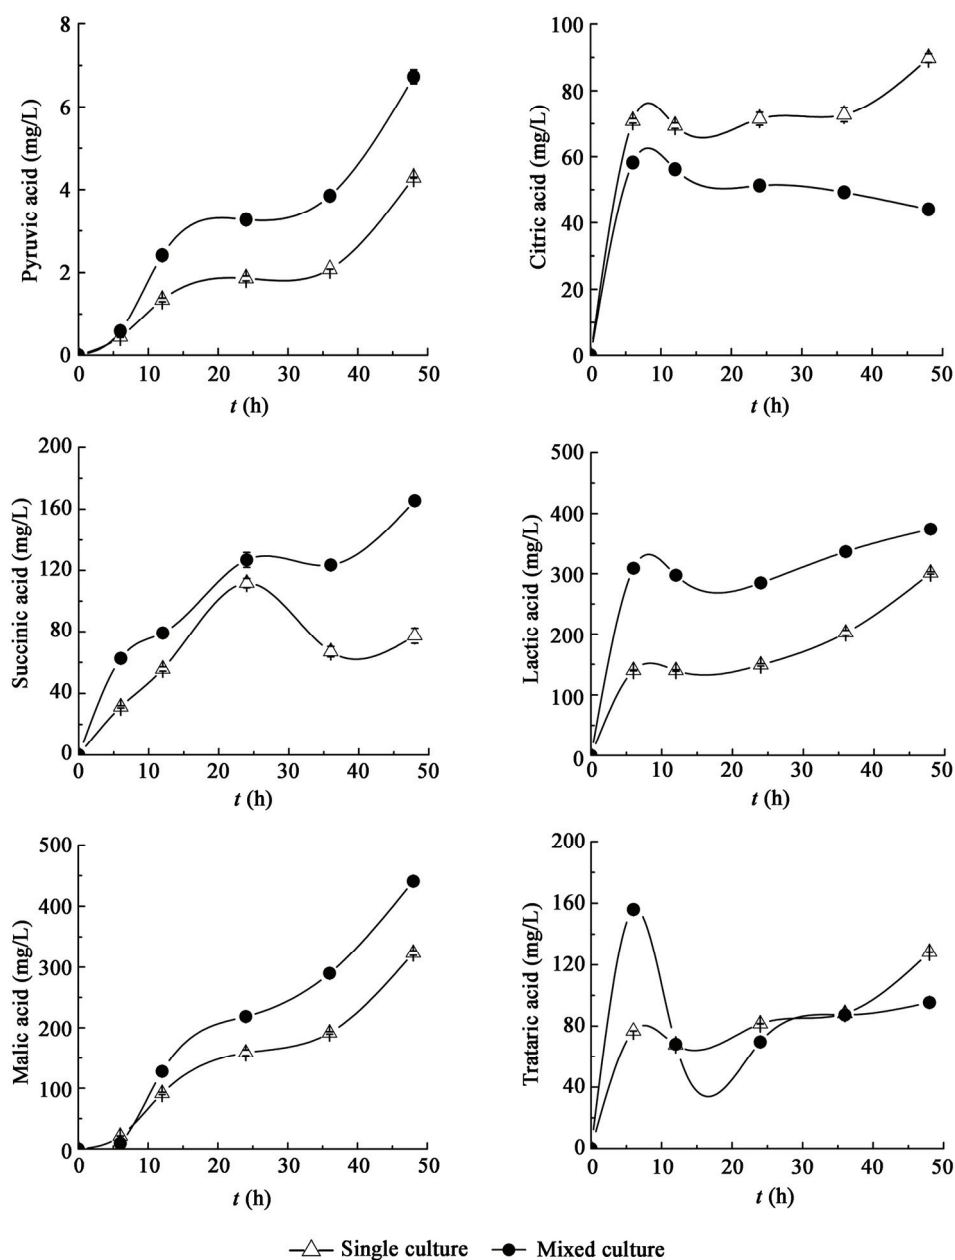 8
6
4
2
0
Pyruvic acid (mg/L)
0 10 20 30 40 50
t (h)
100
80
60
40
20
0
Citric acid (mg/L)
0 10 20 30 40 50
t (h)
200
160
120
80
40
0
Succinic acid (mg/L)
0 10 20 30 40 50
t (h)
500
400
300
200
100
0
Lactic acid (mg/L)
0 10 20 30 40 50
t (h)
500
400
300
200
100
0
Malic acid (mg/L)
0 10 20 30 40 50
t (h)
200
160
120
80
40
0
Trataric acid (mg/L)
0 10 20 30 40 50
t (h)
Single culture Mixed culture